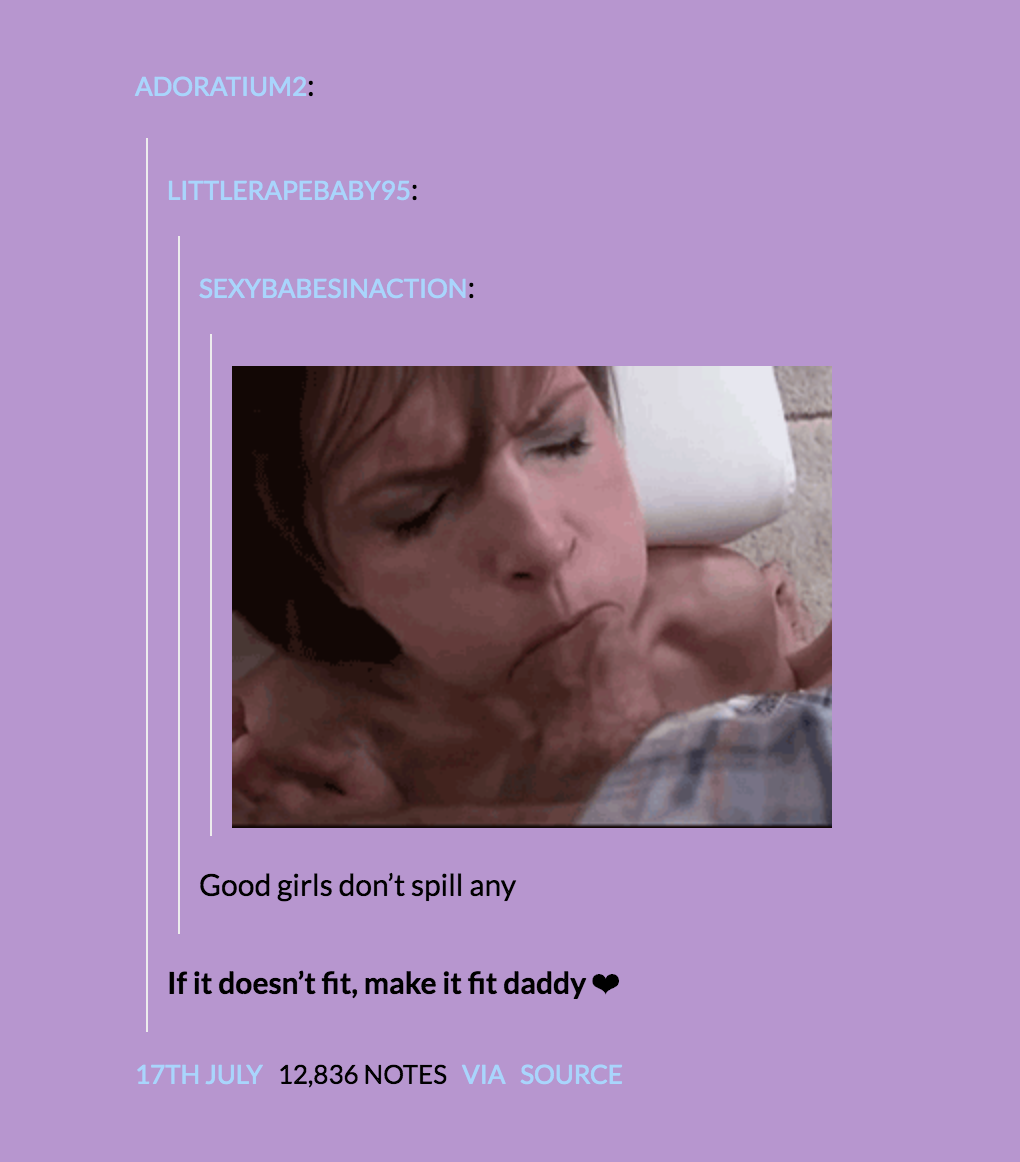 ADORATIUM2:
LITTLERAPEBABY95:
SEXYBABESINACTION:
Good girls don’t spill any
If it doesn’t fit, make it fit daddy ❤
17TH JULY 12,836 NOTES VIA SOURCE